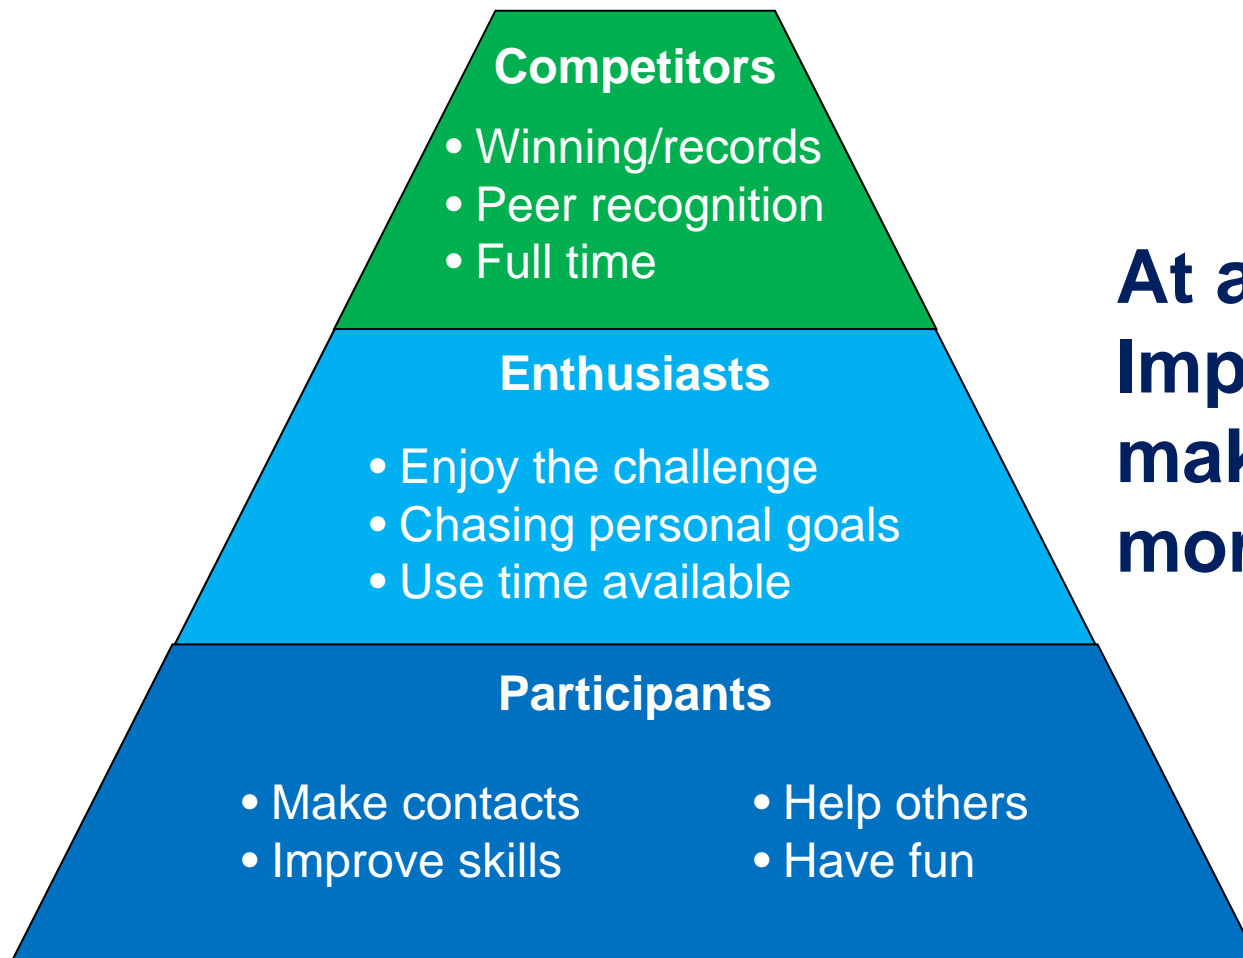 Competitors
• Winning/records
• Peer recognition
• Full time
Enthusiasts
• Enjoy the challenge
• Chasing personal goals
• Use time available
Participants
• Make contacts
• Improve skills
• Help others
• Have fun
At